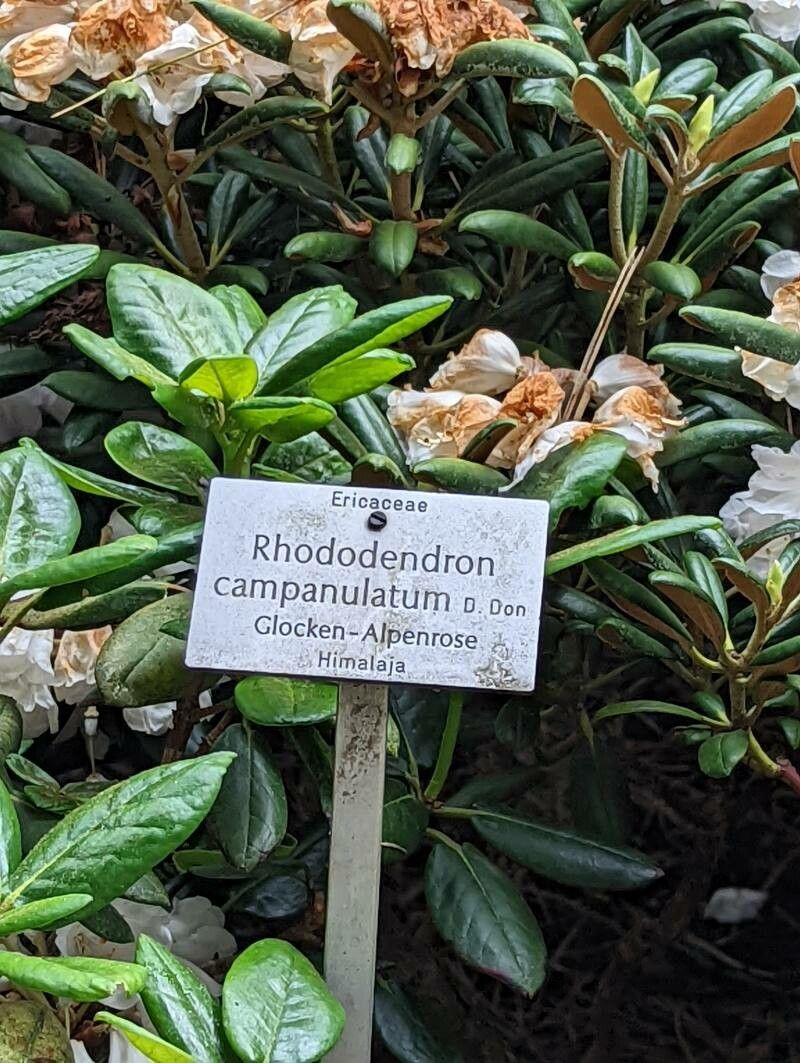 Ericaceae
Rhododendron
campanulatum D. Don
Glocken-Alpenrose
Himalaja